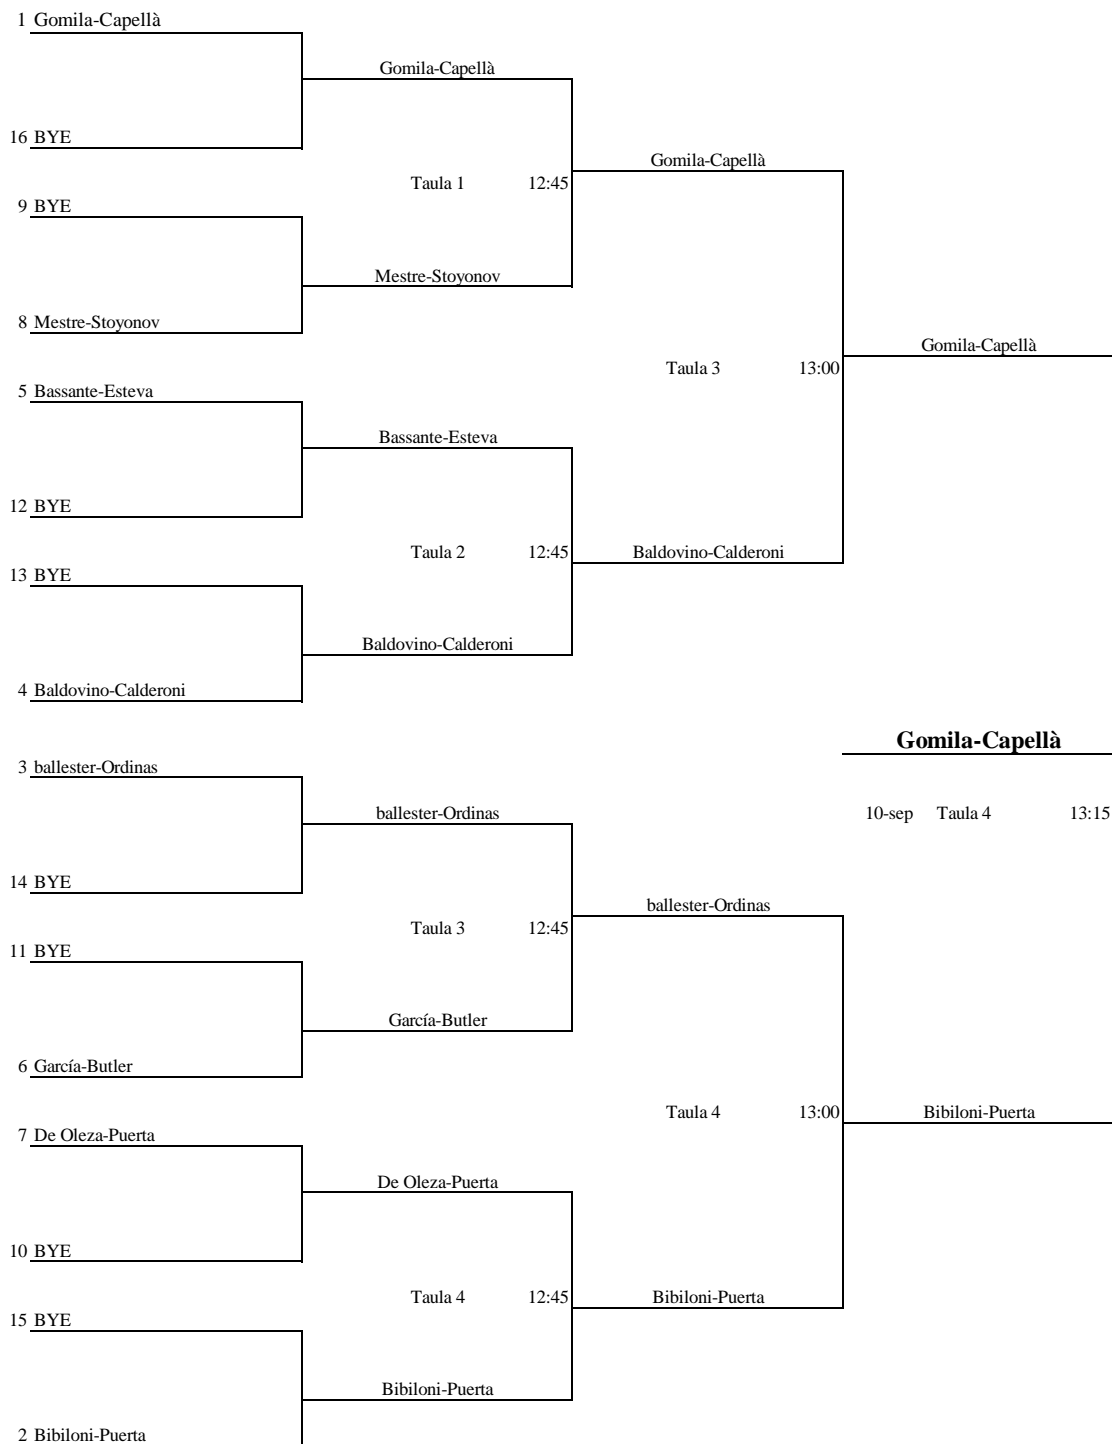 1 Gomila-Capellà
Gomila-Capellà
16 BYE
Gomila-Capellà
Taula 1 12:45
9 BYE
Mestre-Stoyonov
8 Mestre-Stoyonov
Gomila-Capellà
Taula 3 13:00
5 Bassante-Esteva
Bassante-Esteva
12 BYE
Taula 2 12:45 Baldovino-Calderoni
13 BYE
Baldovino-Calderoni
4 Baldovino-Calderoni
Gomila-Capellà
3 ballester-Ordinas
ballester-Ordinas
10-sep Taula 4 13:15
14 BYE
ballester-Ordinas
Taula 3 12:45
11 BYE
García-Butler
6 García-Butler
Taula 4 13:00 Bibiloni-Puerta
7 De Oleza-Puerta
De Oleza-Puerta
10 BYE
Taula 4 12:45 Bibiloni-Puerta
15 BYE
Bibiloni-Puerta
2 Bibiloni-Puerta